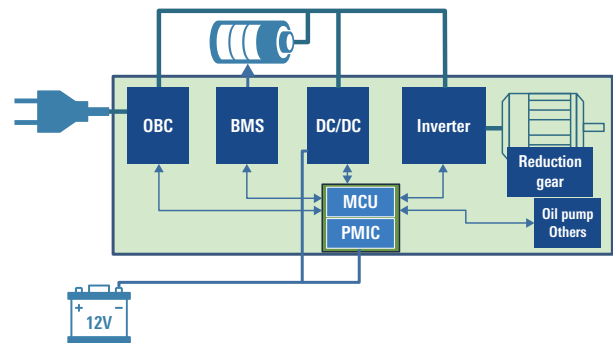 OBC
BMS
DC/DC
Inverter
Reduction
gear
MCU
PMIC
Oil pump
Others
+ −
12V